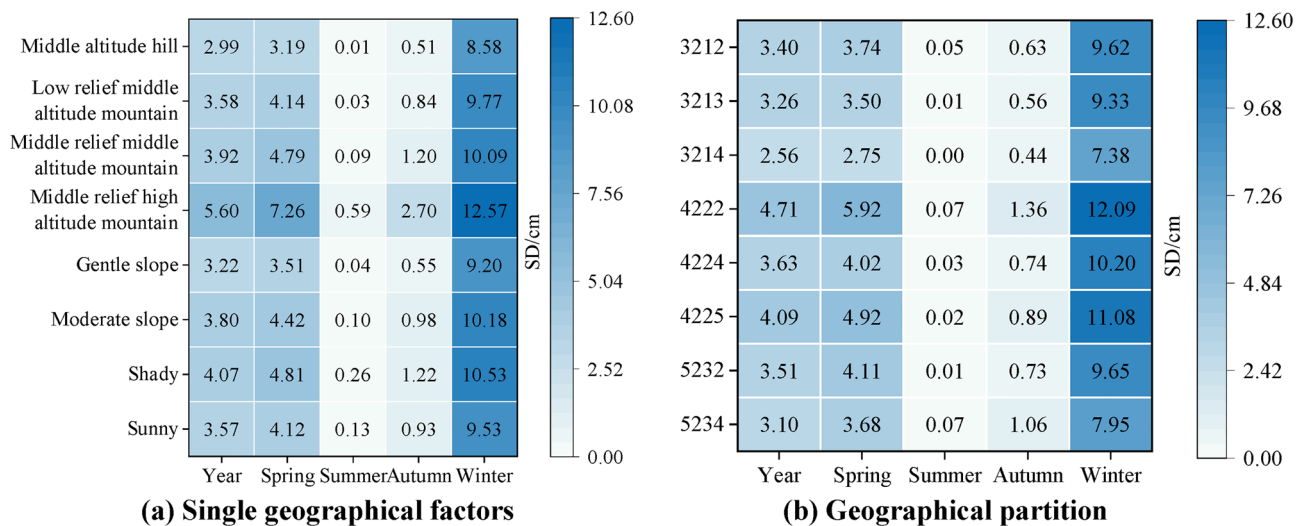 Middle altitude hill 2.99 3.19 0.01 0.51 8.58
Low relief middle
altitude mountain 3.58 4.14 0.03 0.84 9.77
Middle relief middle
altitude mountain 3.92 4.79 0.09 1.20 10.09
Middle relief high
altitude mountain 5.60 7.26 0.59 2.70 12.57
Gentle slope 3.22 3.51 0.04 0.55 9.20
Moderate slope 3.80 4.42 0.10 0.98 10.18
Shady 4.07 4.81 0.26 1.22 10.53
Sunny 3.57 4.12 0.13 0.93 9.53
Year Spring Summer Autumn Winter
12.60
10.08
7.56
5.04
2.52
0.00
SD/cm
(a) Single geographical factors
3212 3.40 3.74 0.05 0.63 9.62
3213 3.26 3.50 0.01 0.56 9.33
3214 2.56 2.75 0.00 0.44 7.38
4222 4.71 5.92 0.07 1.36 12.09
4224 3.63 4.02 0.03 0.74 10.20
4225 4.09 4.92 0.02 0.89 11.08
5232 3.51 4.11 0.01 0.73 9.65
5234 3.10 3.68 0.07 1.06 7.95
Year Spring Summer Autumn Winter
12.60
9.68
7.26
4.84
2.42
0.00
SD/cm
(b) Geographical partition